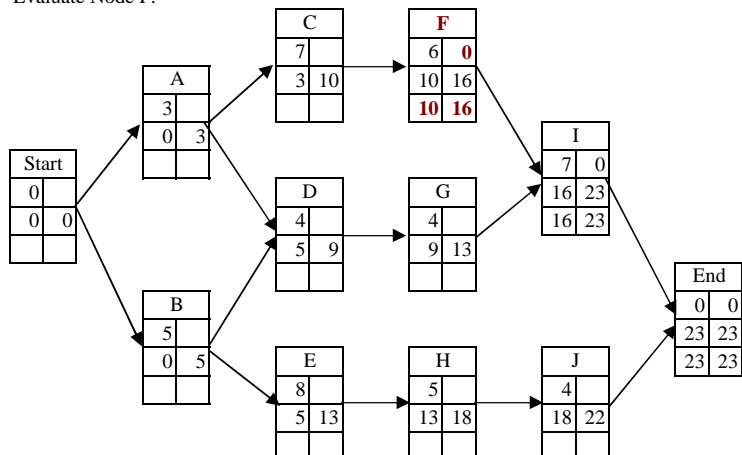 Evaluate Node
C
7
3 10
F
6 0
10 16
10 16
A
3
0 3
I
7 0
16 23
16 23
Start
0
0 0
D
4
5 9
G
4
9 13
End
0 0
23 23
23 23
B
5
0 5
E
8
5 13
H
5
13 18
J
4
18 22